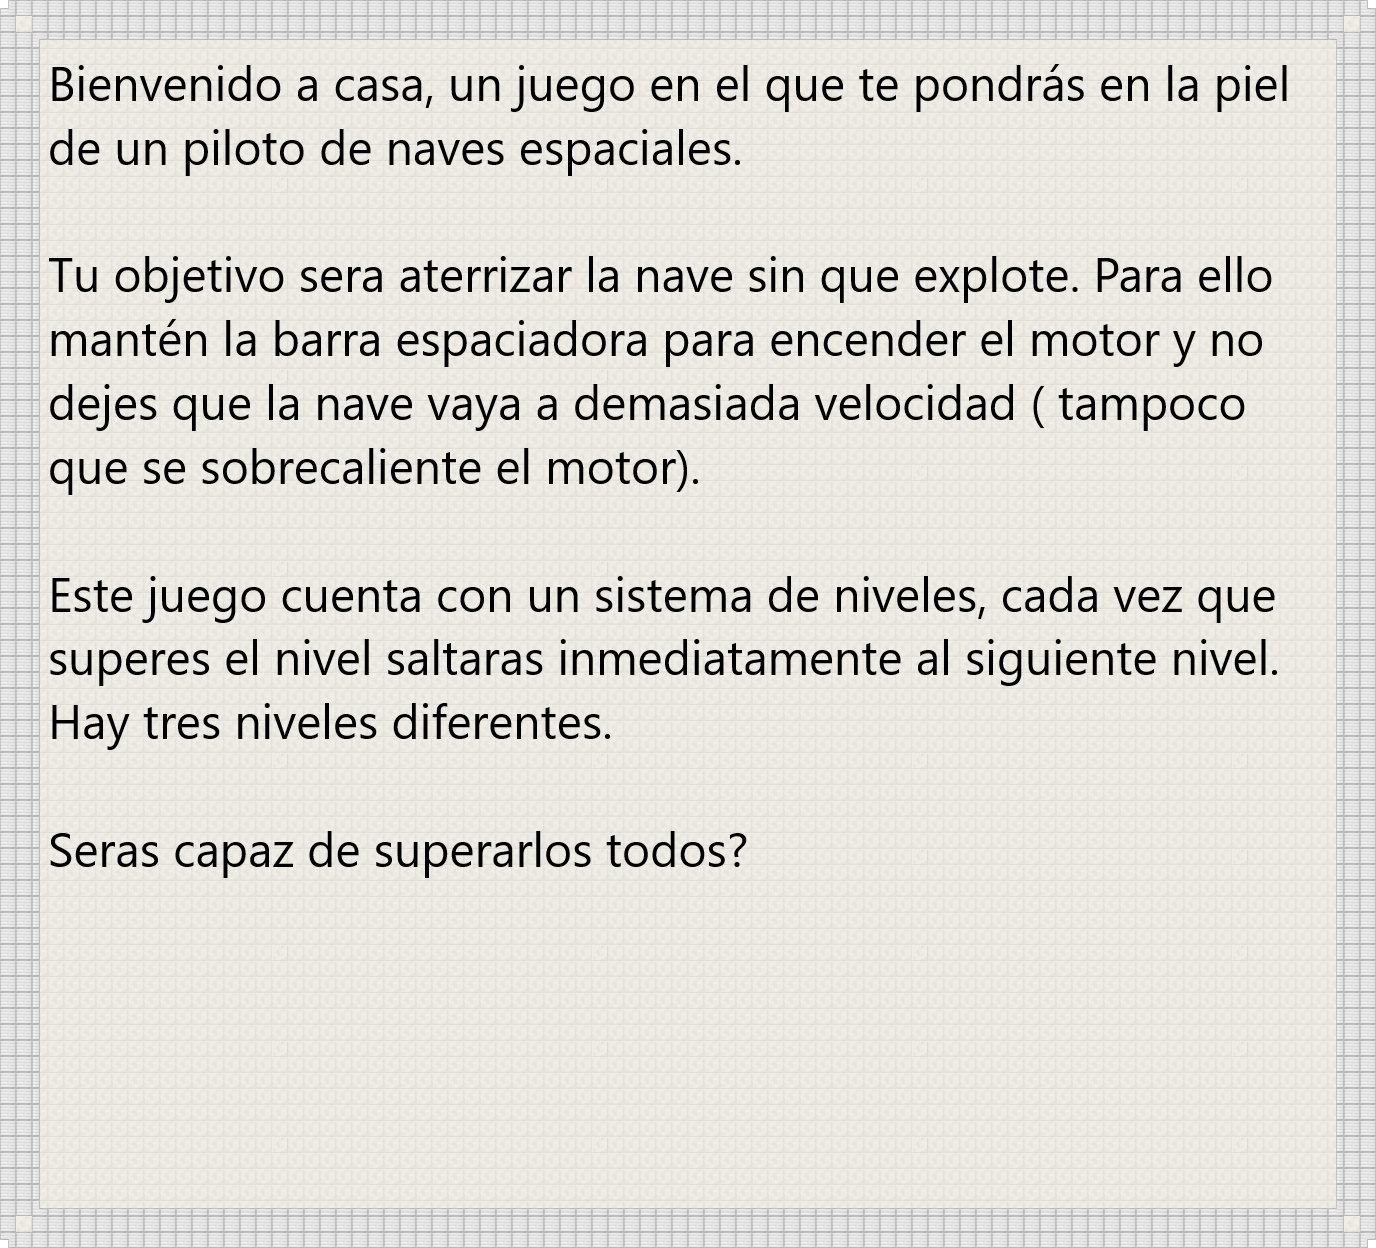 Bienvenido a casa, un juego en el que te pondrás en la piel
de un piloto de naves espaciales.
Tu objetivo sera aterrizar la nave sin que explote. Para ello
mantén la barra espaciadora para encender el motor y no
dejes que la nave vaya a demasiada velocidad ( tampoco
que se sobrecaliente el motor).
Este juego cuenta con un sistema de niveles, cada vez que
superes el nivel saltaras inmediatamente al siguiente nivel.
Hay tres niveles diferentes.
Seras capaz de superarlos todos?